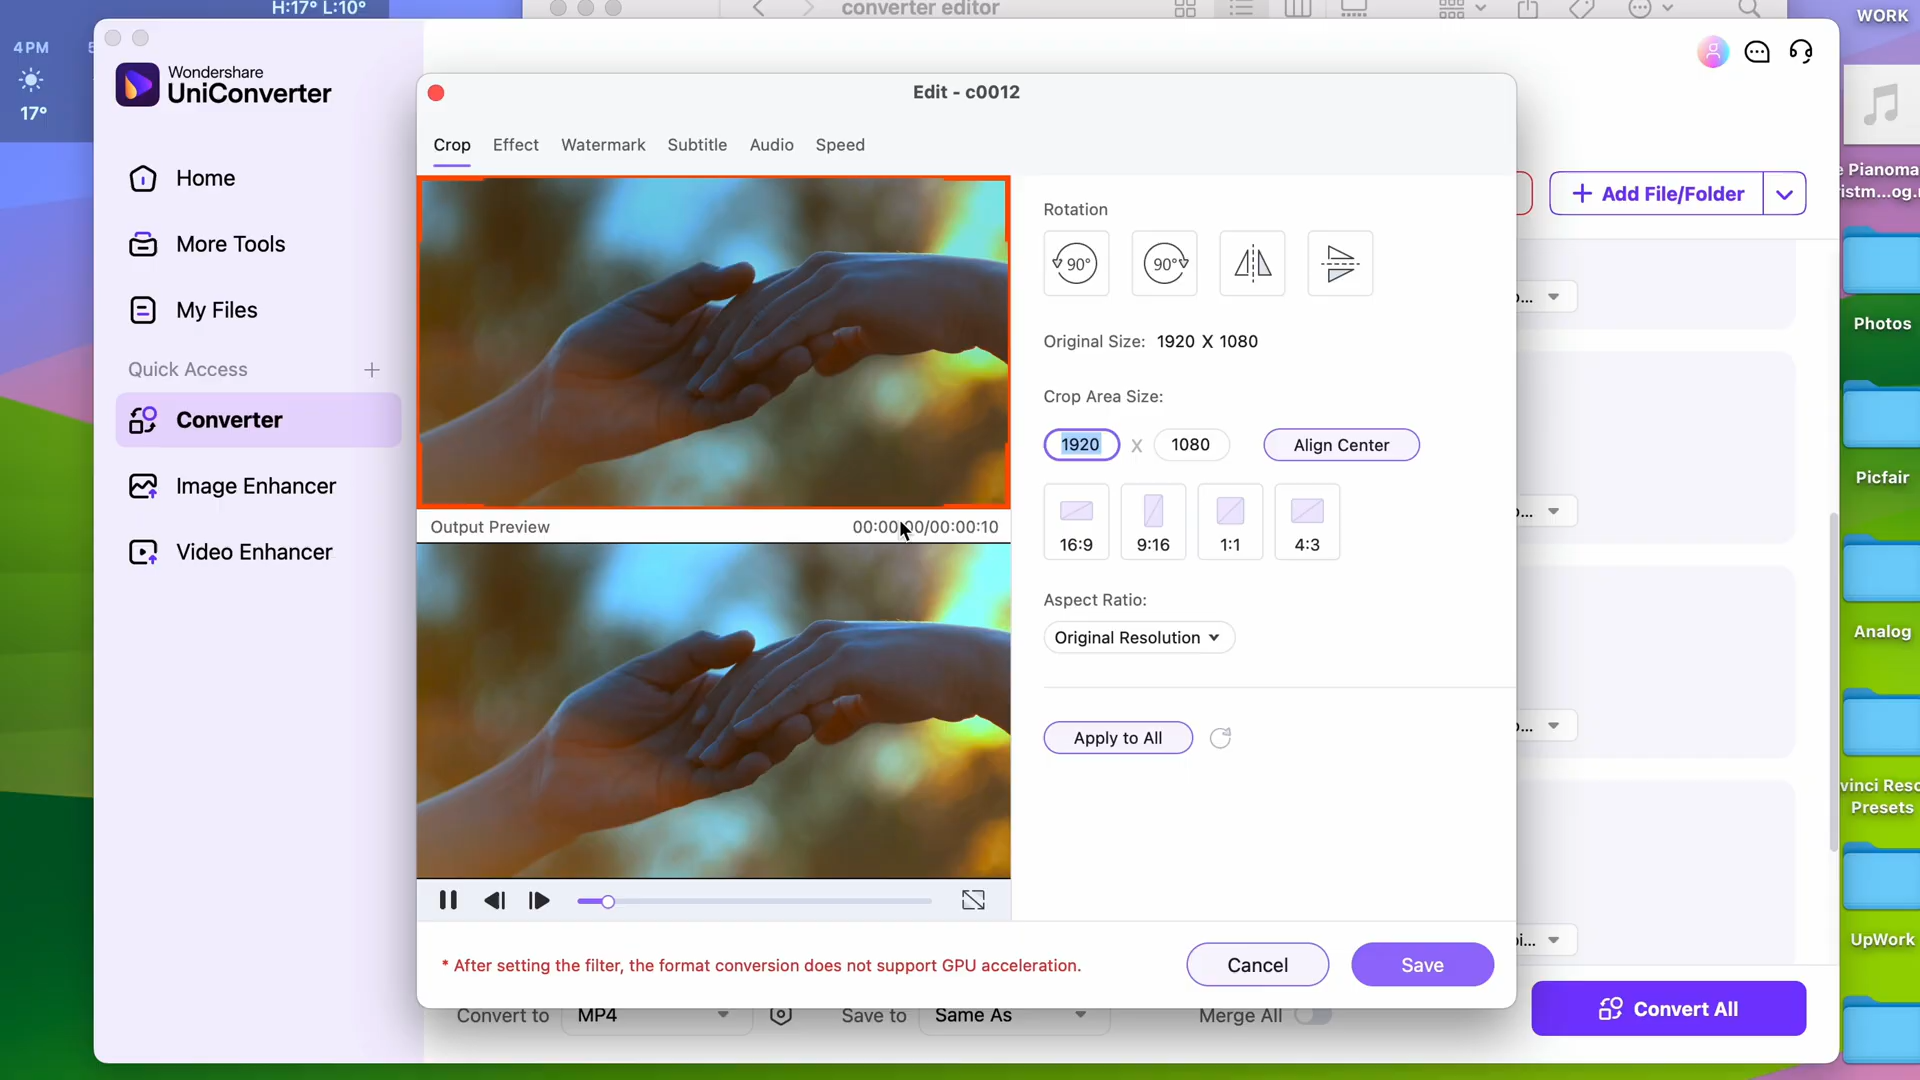 H:17° L:10°
converter editor
WORK
4PM
17°
Wondershare
UniConverter
Edit - c0012
Crop Effect Watermark Subtitle Audio Speed
Home
More Tools
My Files
Quick Access
Converter
Image Enhancer
Video Enhancer
Rotation
90° 90°
Original Size: 1920 X 1080
Crop Area Size:
1920 X 1080 Align Center
16:9 9:16 1:1 4:3
Output Preview 00:00:00/00:00:10
Aspect Ratio:
Original Resolution
Apply to All
* After setting the filter, the format conversion does not support GPU acceleration.
Cancel Save
Convert to MP4 Save to Same As Merge All
Convert All
+ Add File/Folder
e Pianoma
istm...og.r
Photos
Picfair
Analog
vinci Reso
Presets
UpWork